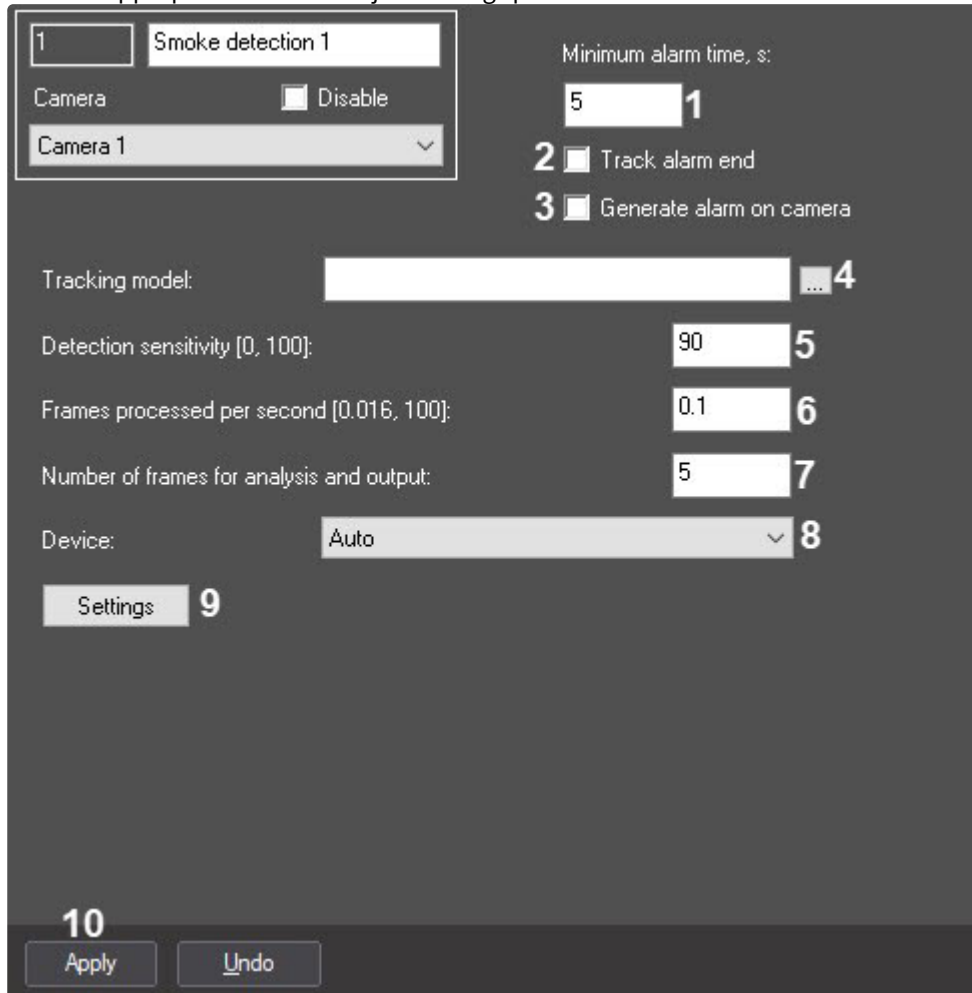 1 Smoke detection 1
Minimum alarm time, s:
Camera Disable
5 1
Camera 1
2 Track alarm end
3 Generate alarm on camera
Tracking model: ... 4
Detection sensitivity [0, 100]: 90 5
Frames processed per second [0.016, 100]: 0.1 6
Number of frames for analysis and output: 5 7
Device: Auto 8
Settings 9
10
Apply Undo